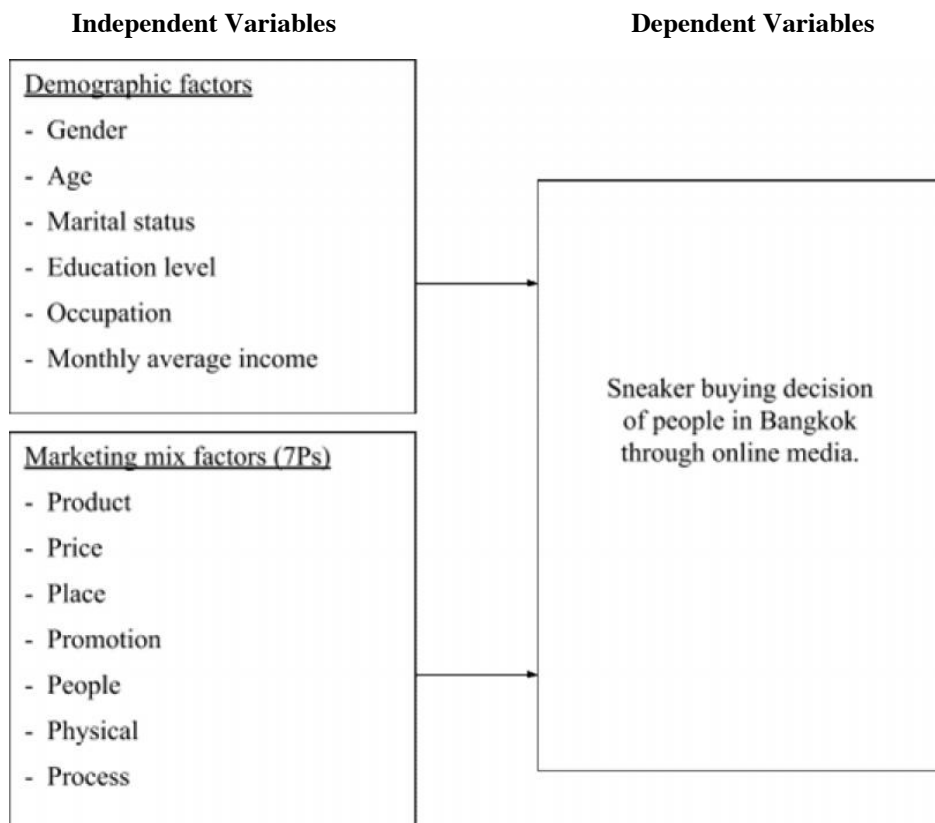 Independent Variables
Dependent Variables
Demographic factors
- Gender
- Age
- Marital status
- Education level
- Occupation
- Monthly average income
Marketing mix factors (7Ps)
- Product
- Price
- Place
- Promotion
- People
- Physical
- Process
Sneaker buying decision
of people in Bangkok
through online media.